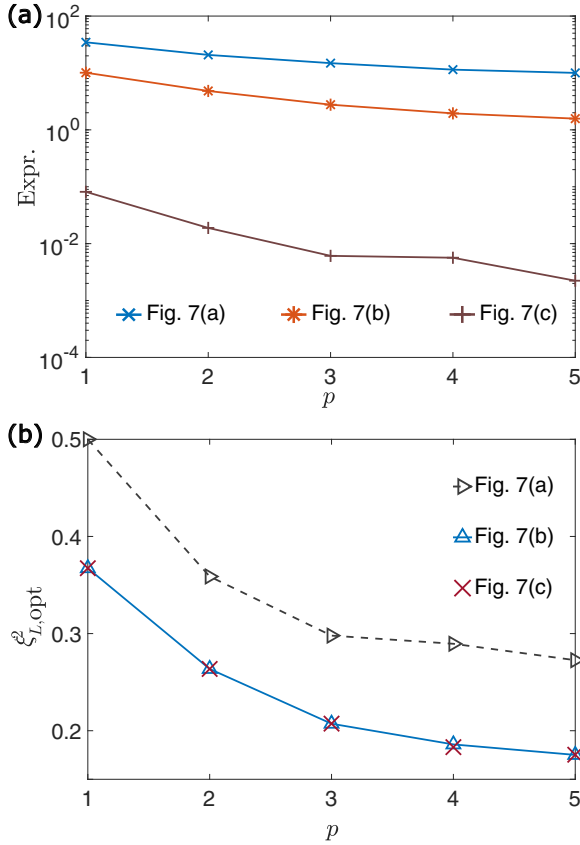 (a)
10^2
10^0
10^-2
10^-4
Expr.
Fig. 7(a) Fig. 7(b) Fig. 7(c)
1 2 3 4 5
p
(b)
0.5
0.4
0.3
0.2
ξ^2_L,opt
Fig. 7(a)
Fig. 7(b)
Fig. 7(c)
1 2 3 4 5
p